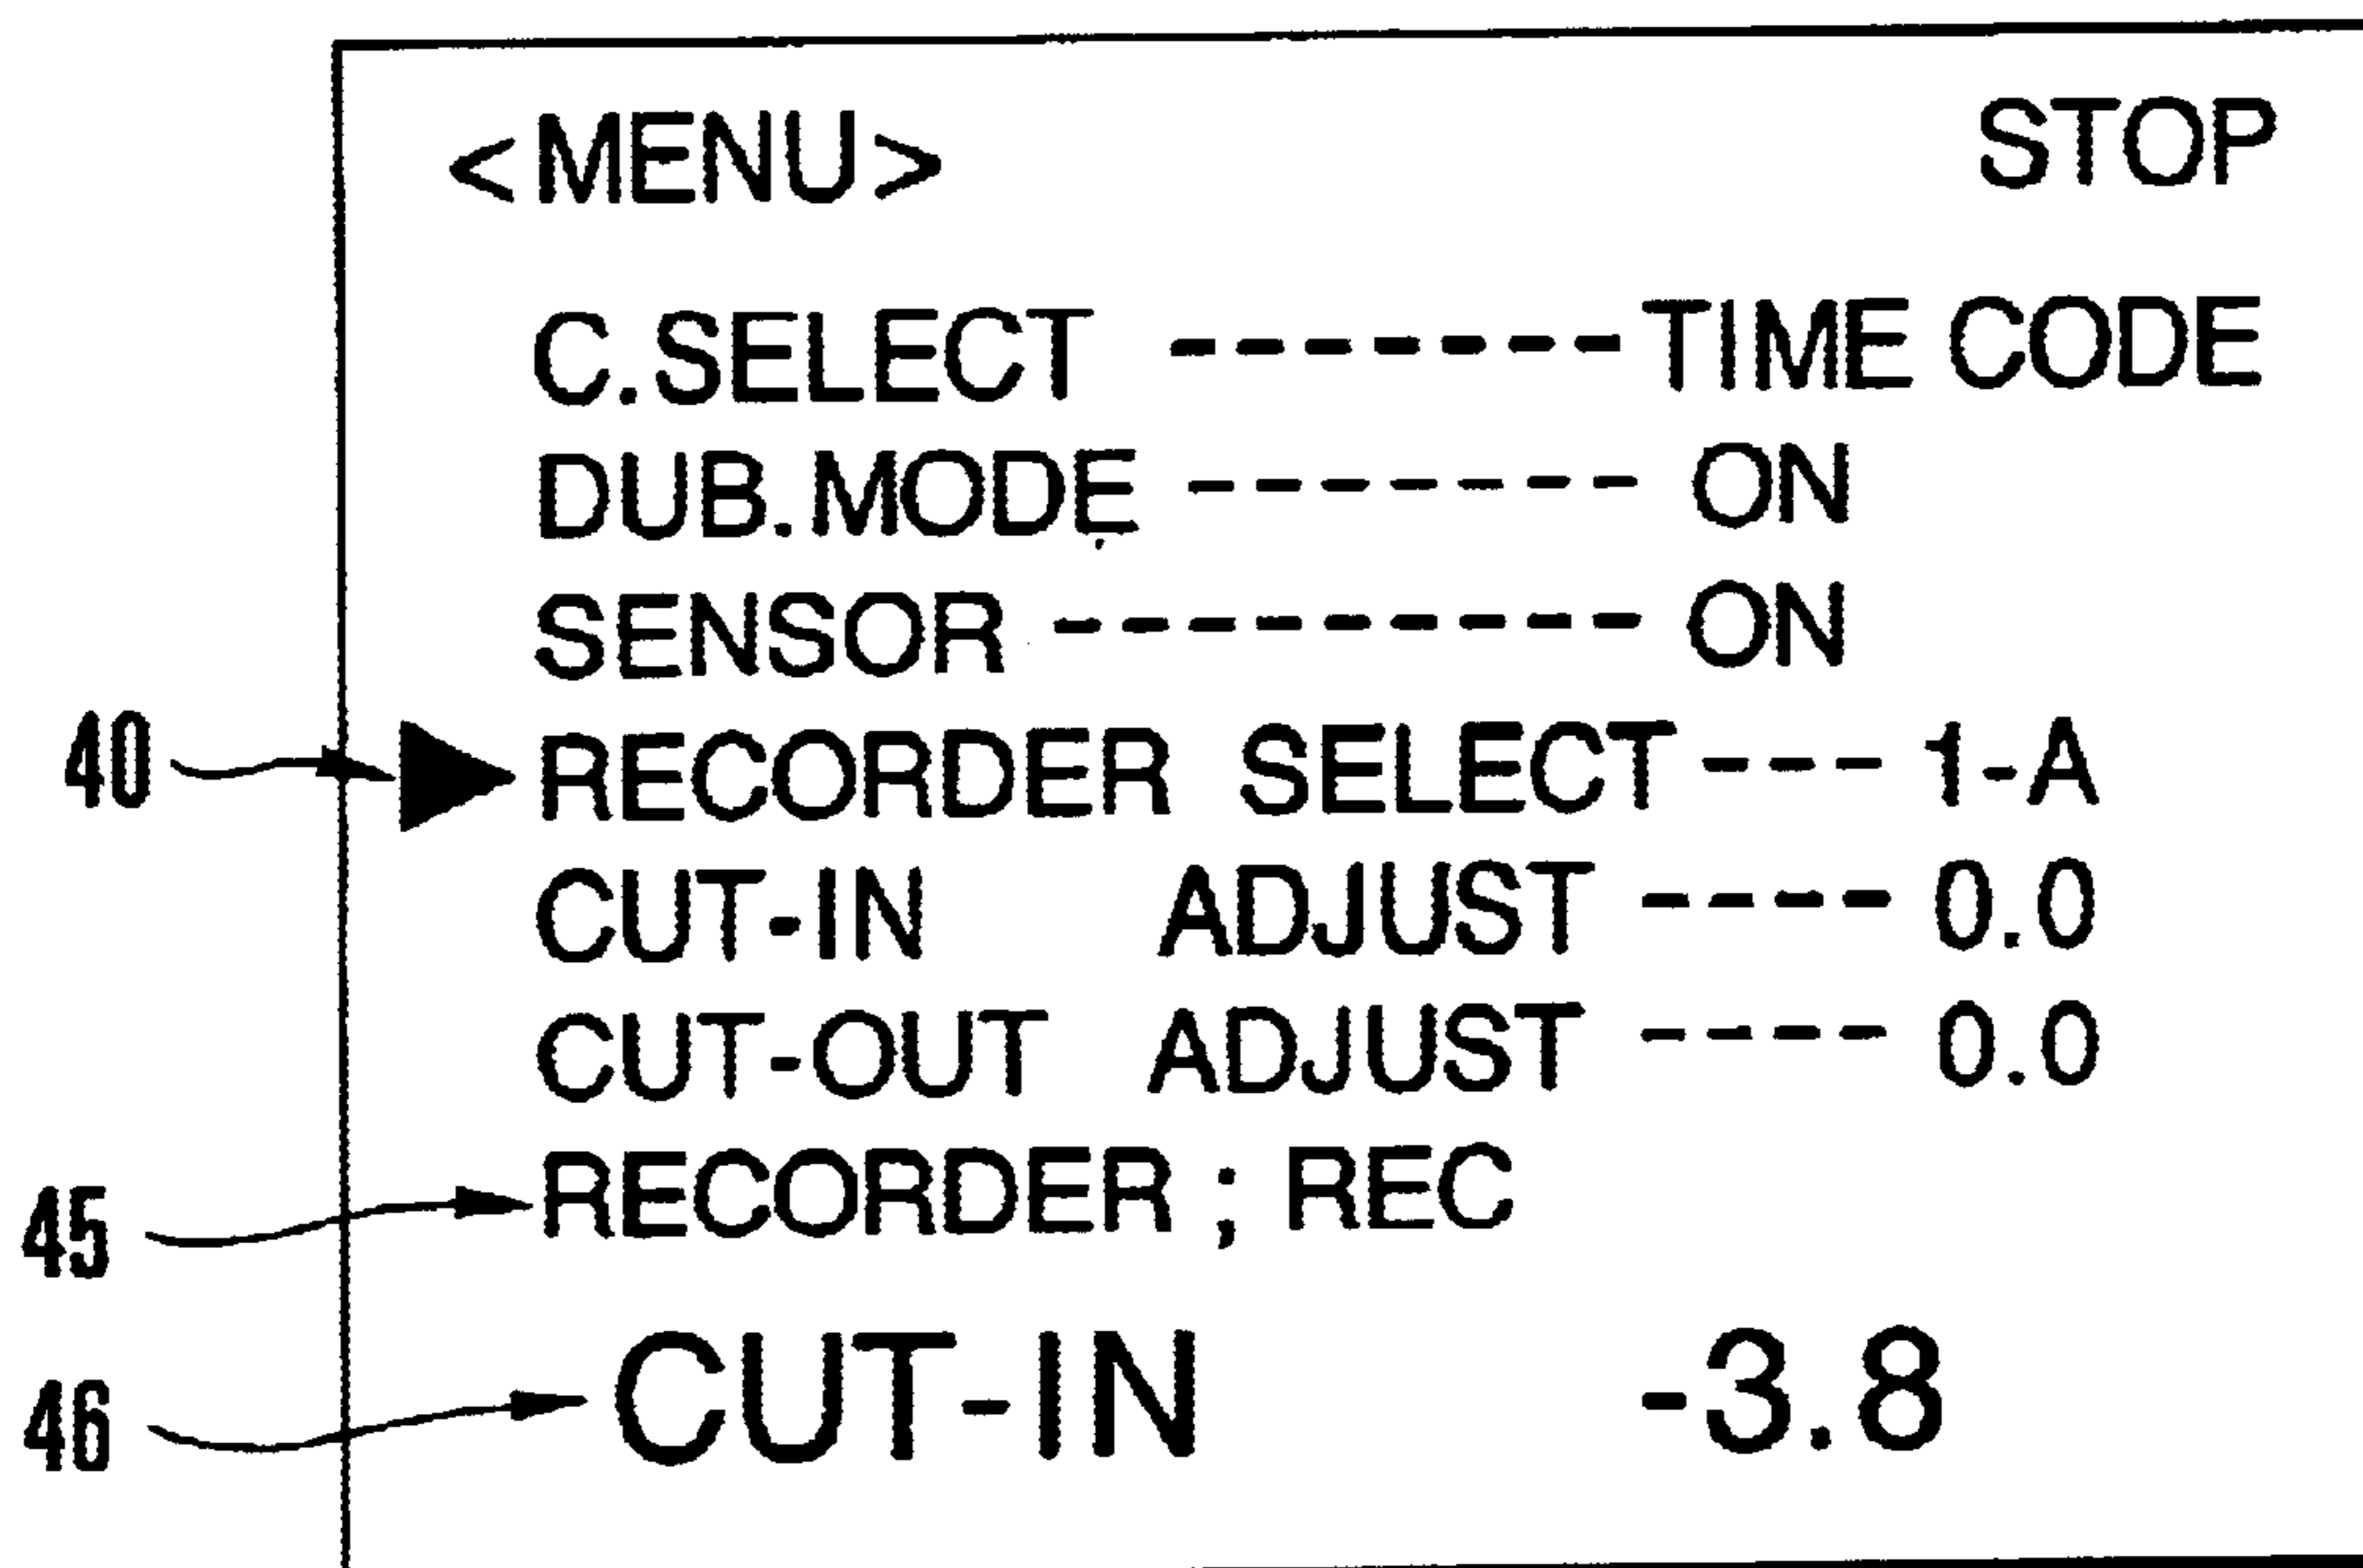 <MENU> STOP
C.SELECT -------TIME CODE
DUB.MODE ------- ON
SENSOR --------- ON
40 RECORDER SELECT --- 1-A
CUT-IN ADJUST ---- 0.0
CUT-OUT ADJUST ---- 0.0
45 RECORDER ; REC
46 CUT-IN -3.8